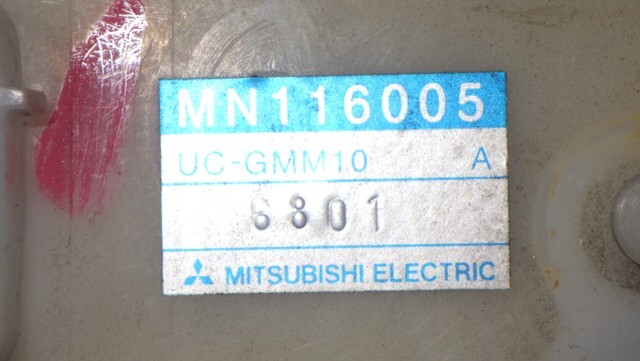 MN116005
UC-GMM10 A
6801
MITSUBISHI ELECTRIC